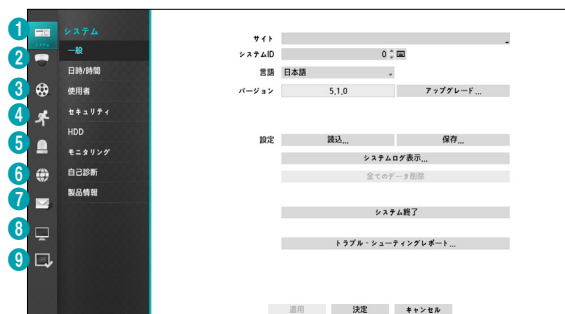 1
システム
2
3
4
5
6
7
8
9
システム
一般
日時/時間
使用者
セキュリティ
HDD
モニタリング
自己診断
製品情報
サイト
システムID 0
言語 日本語
バージョン 5,1,0 アップグレード...
設定 読込... 保存...
システムログ表示...
全てのデータ削除
システム終了
トラブル・シューティングレポート...
適用 決定 キャンセル